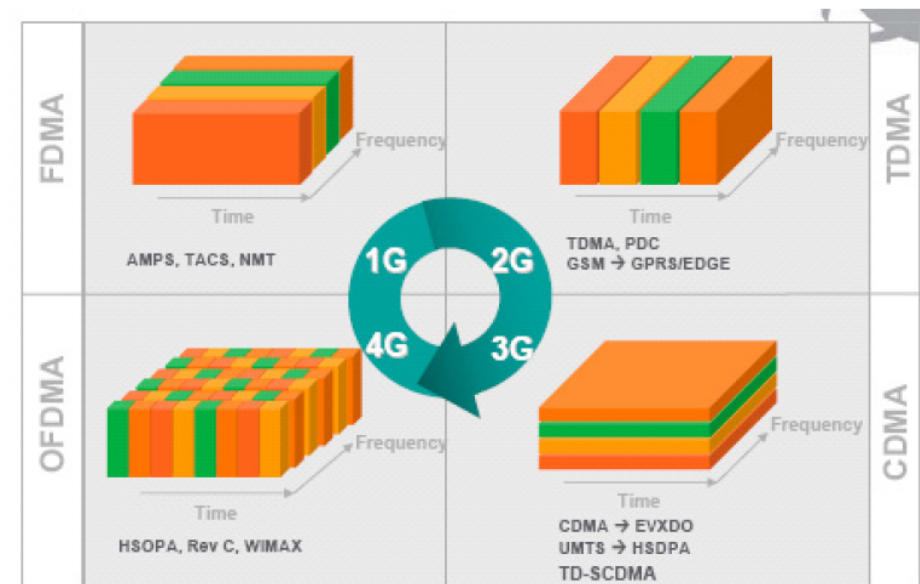 FDMA
Frequency
Time
AMPS, TACS, NMT
TDMA
Frequency
Time
TDMA, PDC
GSM → GPRS/EDGE
1G
2G
4G
3G
OFDMA
Frequency
Time
HSOPA, Rev C, WIMAX
CDMA
Frequency
Time
CDMA → EVXDO
UMTS → HSDPA
TD-SCDMA